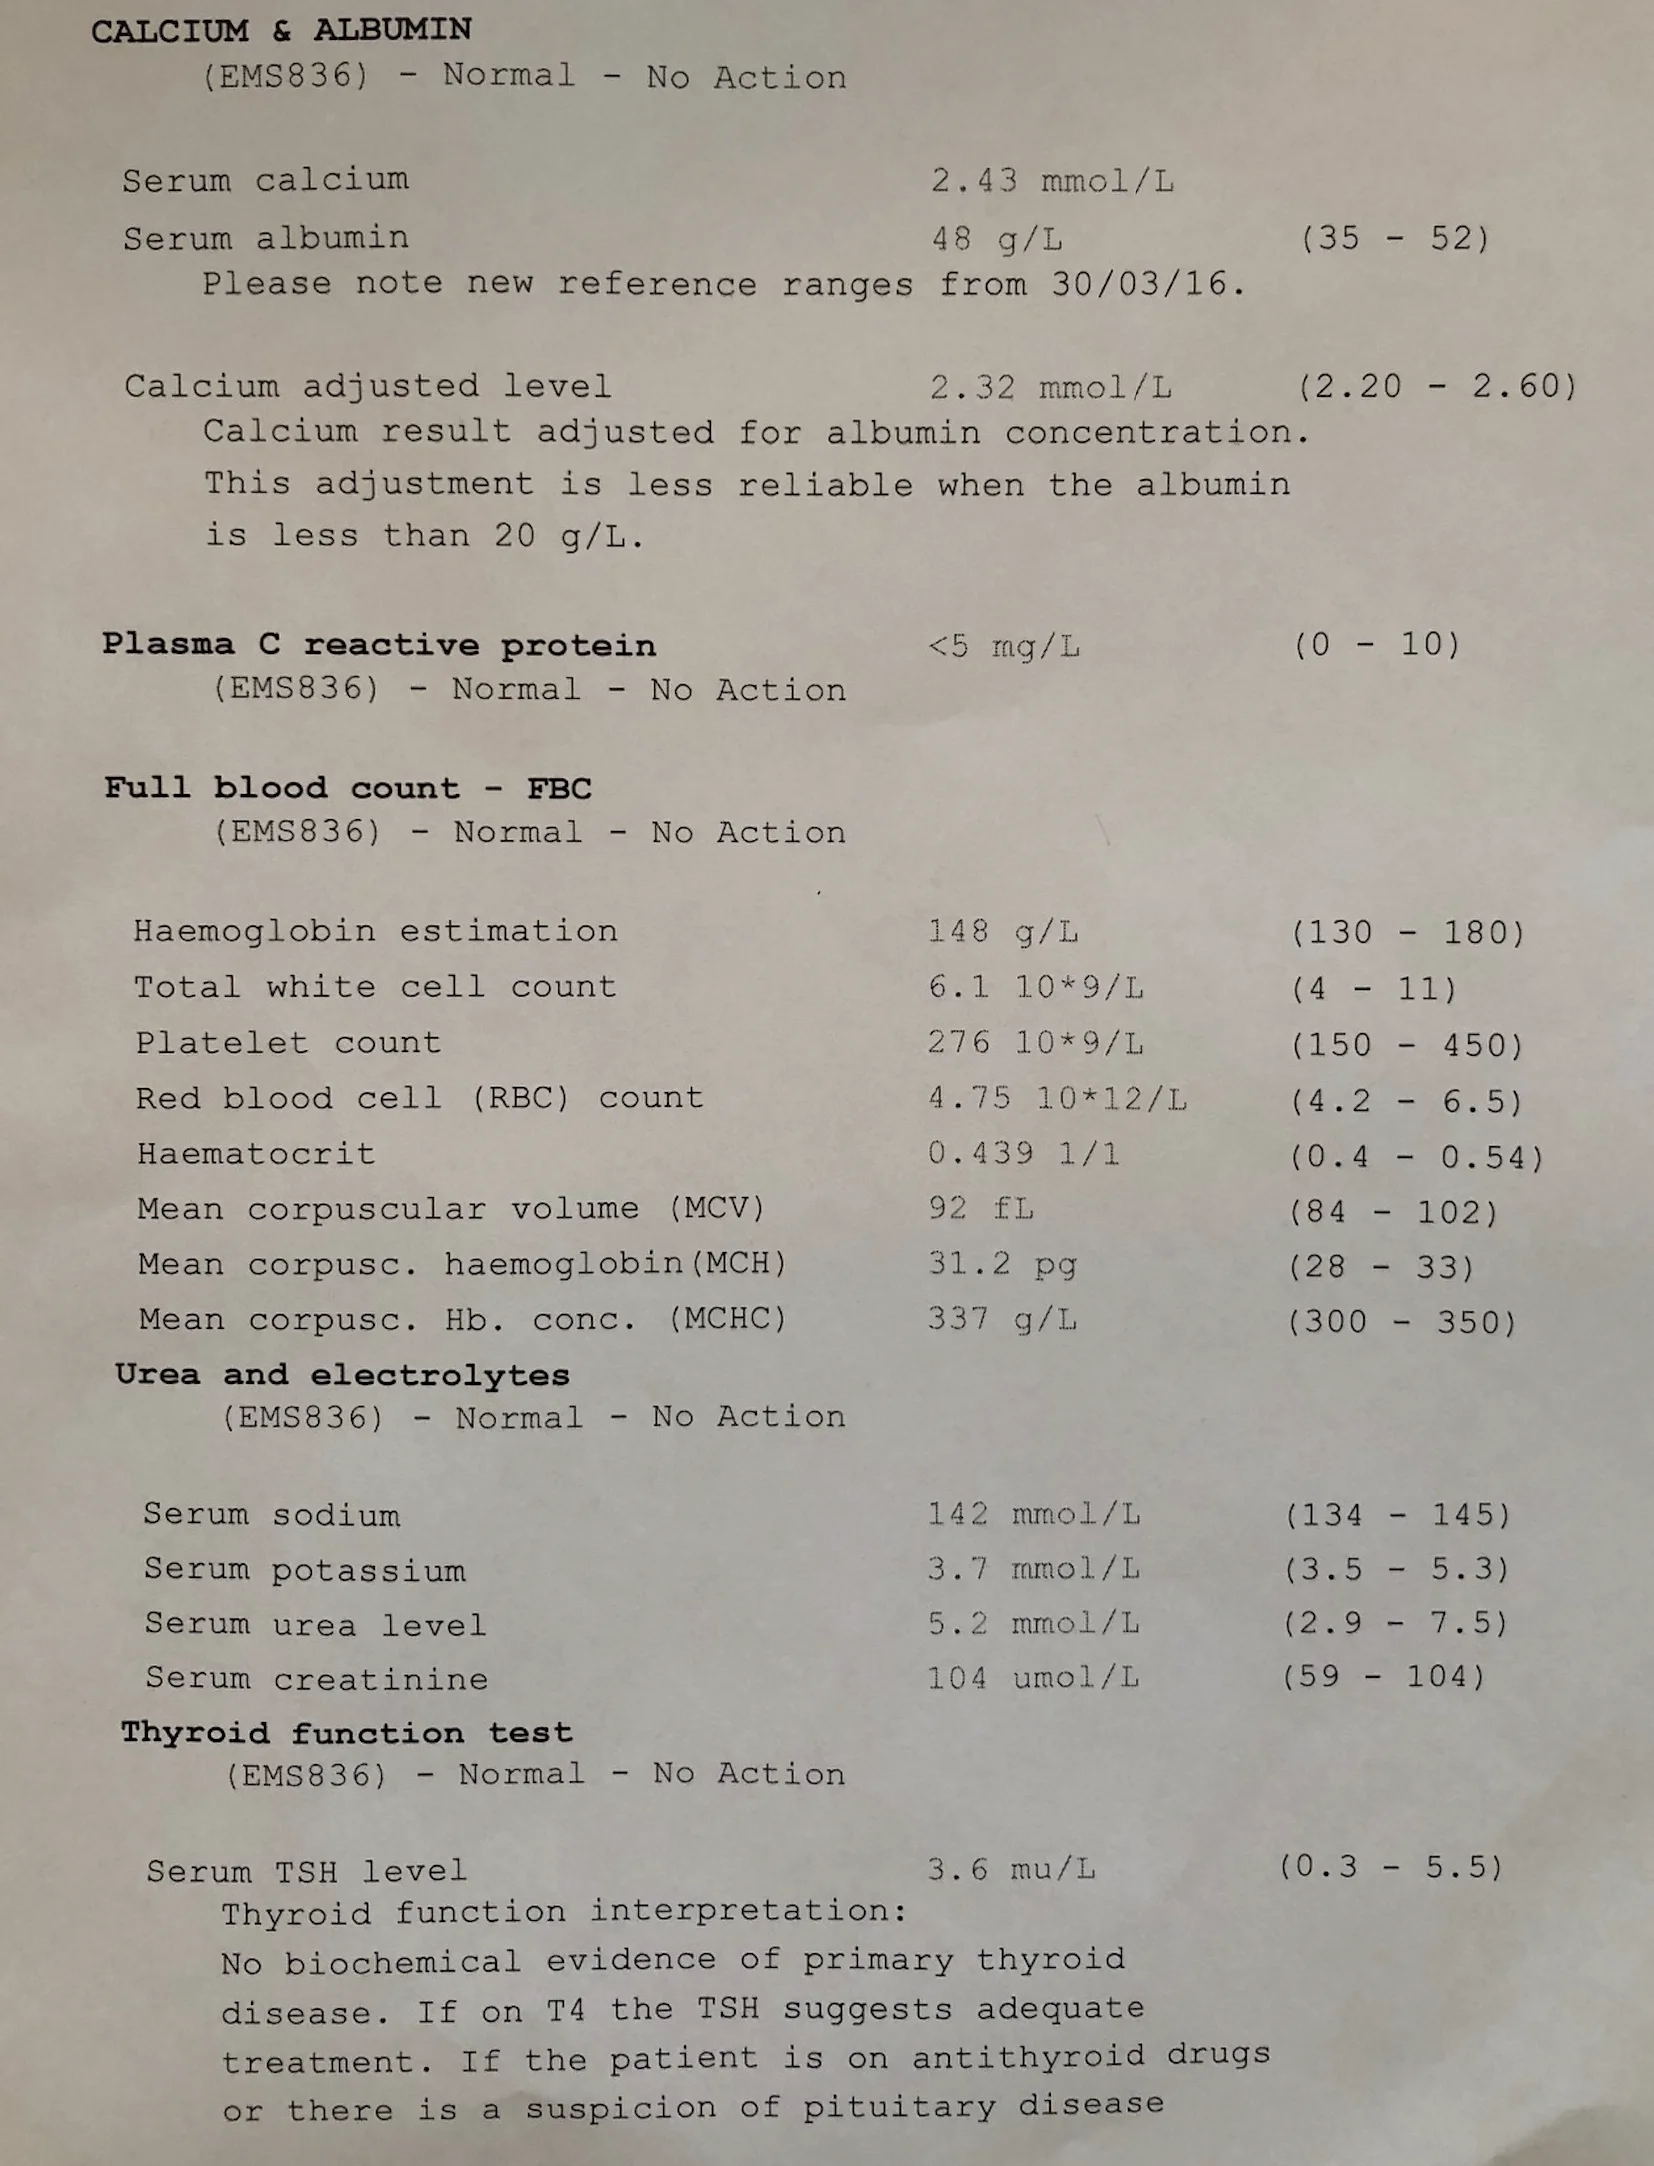 CALCIUM & ALBUMIN
(EMS836) - Normal - No Action
Serum calcium 2.43 mmol/L
Serum albumin 48 g/L (35 - 52)
Please note new reference ranges from 30/03/16.
Calcium adjusted level 2.32 mmol/L (2.20 - 2.60)
Calcium result adjusted for albumin concentration.
This adjustment is less reliable when the albumin
is less than 20 g/L.
Plasma C reactive protein <5 mg/L (0 - 10)
(EMS836) - Normal - No Action
Full blood count - FBC
(EMS836) - Normal - No Action
Haemoglobin estimation 148 g/L (130 - 180)
Total white cell count 6.1 10*9/L (4 - 11)
Platelet count 276 10*9/L (150 - 450)
Red blood cell (RBC) count 4.75 10*12/L (4.2 - 6.5)
Haematocrit 0.439 l/l (0.4 - 0.54)
Mean corpuscular volume (MCV) 92 fL (84 - 102)
Mean corpusc. haemoglobin(MCH) 31.2 pg (28 - 33)
Mean corpusc. Hb. conc. (MCHC) 337 g/L (300 - 350)
Urea and electrolytes
(EMS836) - Normal - No Action
Serum sodium 142 mmol/L (134 - 145)
Serum potassium 3.7 mmol/L (3.5 - 5.3)
Serum urea level 5.2 mmol/L (2.9 - 7.5)
Serum creatinine 104 umol/L (59 - 104)
Thyroid function test
(EMS836) - Normal - No Action
Serum TSH level 3.6 mu/L (0.3 - 5.5)
Thyroid function interpretation:
No biochemical evidence of primary thyroid
disease. If on T4 the TSH suggests adequate
treatment. If the patient is on antithyroid drugs
or there is a suspicion of pituitary disease